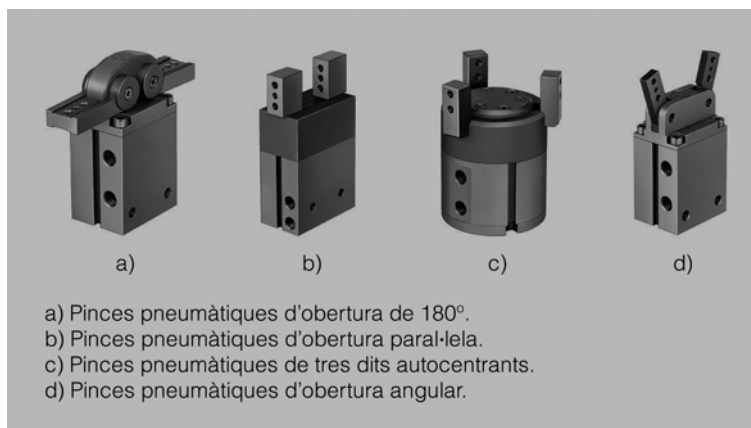 a)
b)
c)
d)
a) Pinces pneumàtiques d'obertura de 180º.
b) Pinces pneumàtiques d'obertura paral·lela.
c) Pinces pneumàtiques de tres dits autocentrants.
d) Pinces pneumàtiques d'obertura angular.